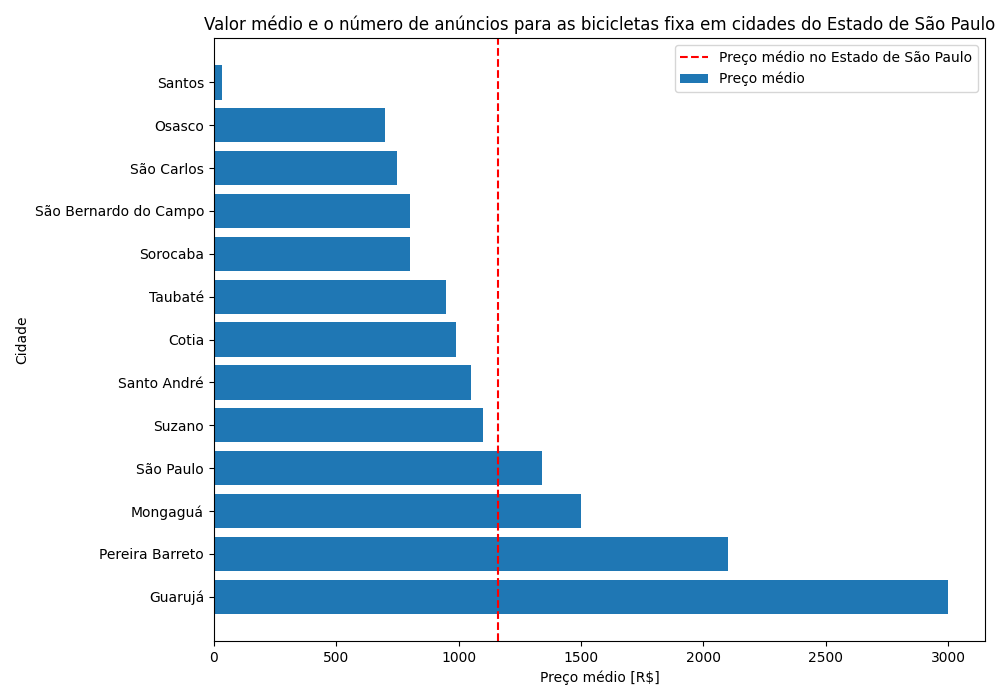 Valor médio e o número de anúncios para as bicicletas fixa em cidades do Estado de São Paulo
Preço médio no Estado de São Paulo
Preço médio
Cidade
Santos
Osasco
São Carlos
São Bernardo do Campo
Sorocaba
Taubaté
Cotia
Santo André
Suzano
São Paulo
Mongaguá
Pereira Barreto
Guarujá
0 500 1000 1500 2000 2500 3000
Preço médio [R$]